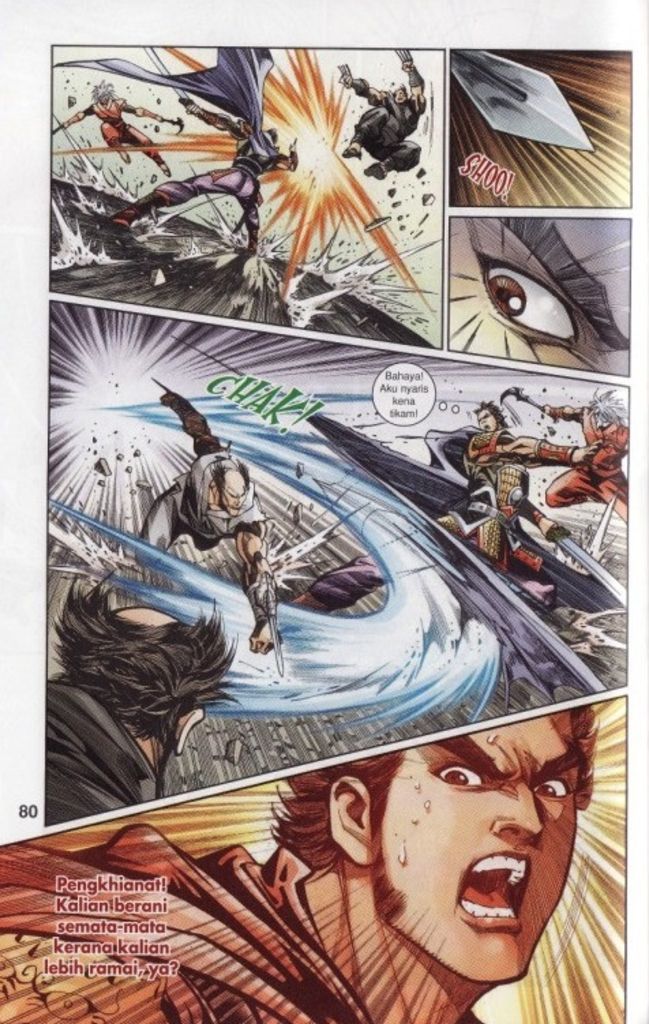 SHOO!
CHAK!
Bahaya!
Aku nyaris
kena
tikam!
80
Pengkhianat!
Kalian berani
semata-mata
kerana kalian
lebih ramai, ya?